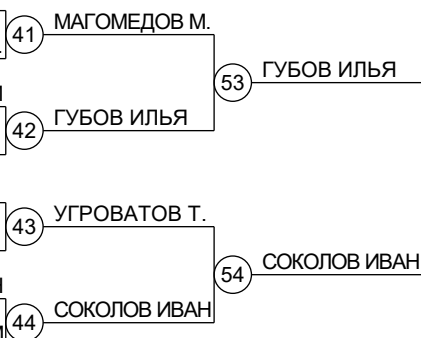 41 МАГОМЕДОВ М.
53 ГУБОВ ИЛЬЯ
42 ГУБОВ ИЛЬЯ
43 УГРОВАТОВ Т.
54 СОКОЛОВ ИВАН
44 СОКОЛОВ ИВАН